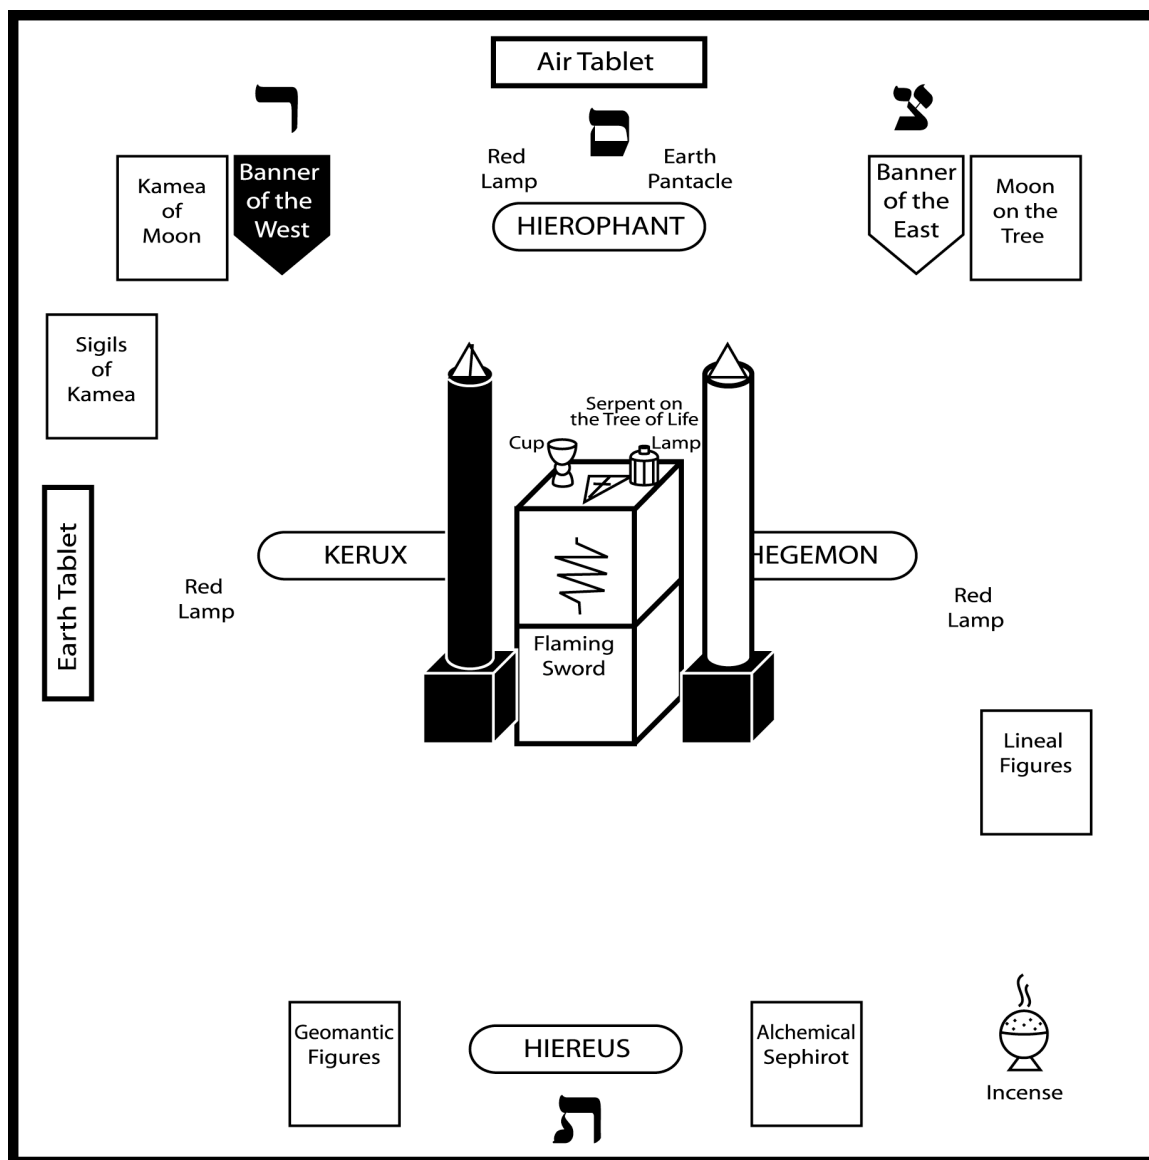 Air Tablet
ר
ס
צ
Red
Lamp
Earth
Pantacle
Kamea
of
Moon
Banner
of the
West
HIEROPHANT
Banner
of the
East
Moon
on the
Tree
Sigils
of
Kamea
Serpent on
the Tree of Life
Cup
Lamp
Earth Tablet
KERUX
HEGEMON
Red
Lamp
Red
Lamp
Flaming
Sword
Lineal
Figures
Geomantic
Figures
HIEREUS
Alchemical
Sephirot
Incense
ת